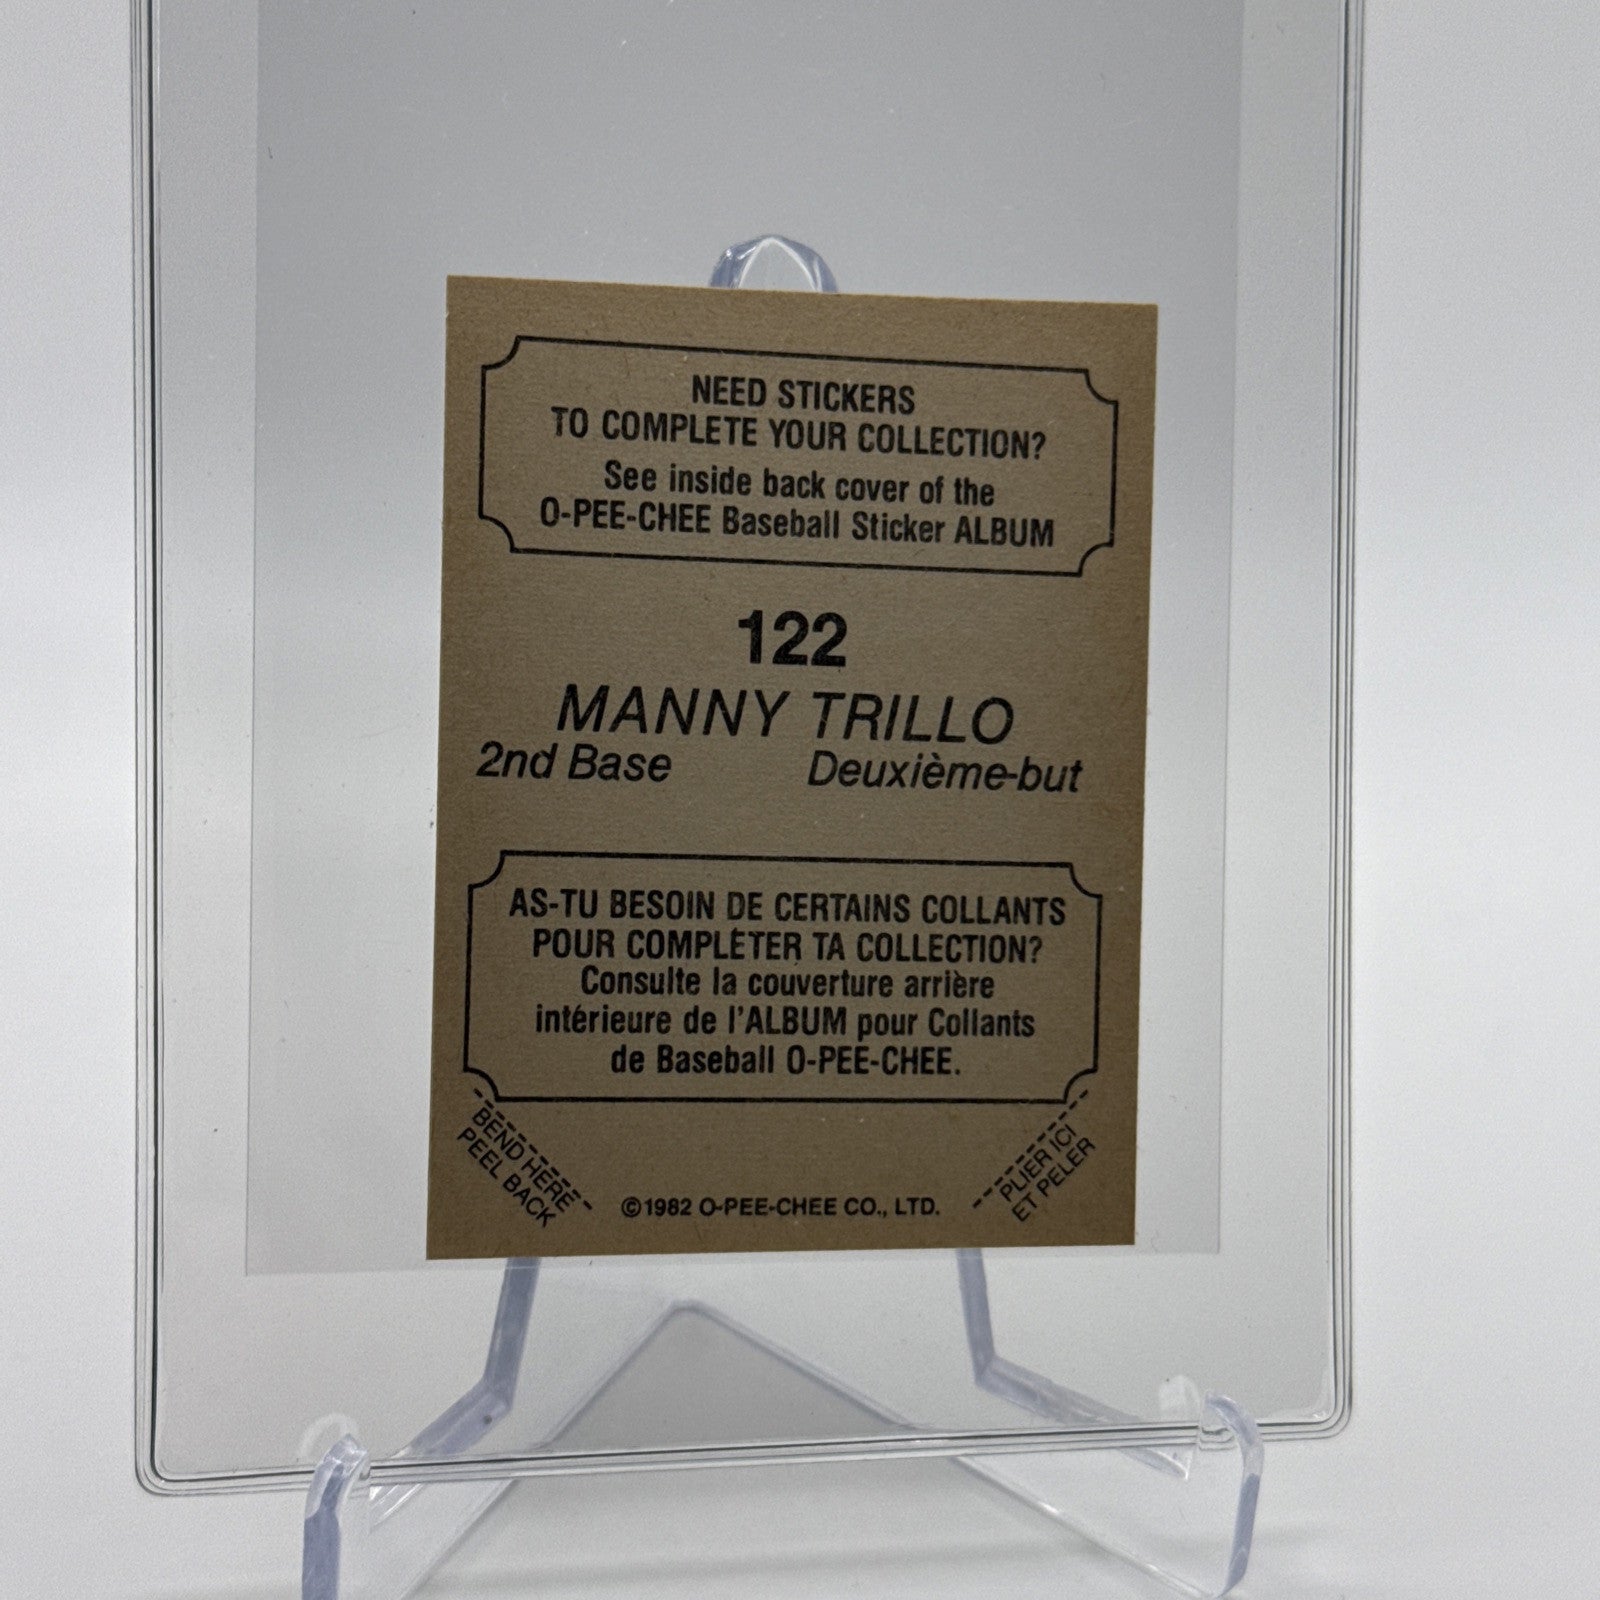 NEED STICKERS
TO COMPLETE YOUR COLLECTION?
See inside back cover of the
O-PEE-CHEE Baseball Sticker ALBUM
122
MANNY TRILLO
2nd Base Deuxième-but
AS-TU BESOIN DE CERTAINS COLLANTS
POUR COMPLÉTER TA COLLECTION?
Consulte la couverture arrière
intérieure de l'ALBUM pour Collants
de Baseball O-PEE-CHEE.
BEND HERE
PEEL BACK
©1982 O-PEE-CHEE CO., LTD.
PLIER ICI
ET PELER